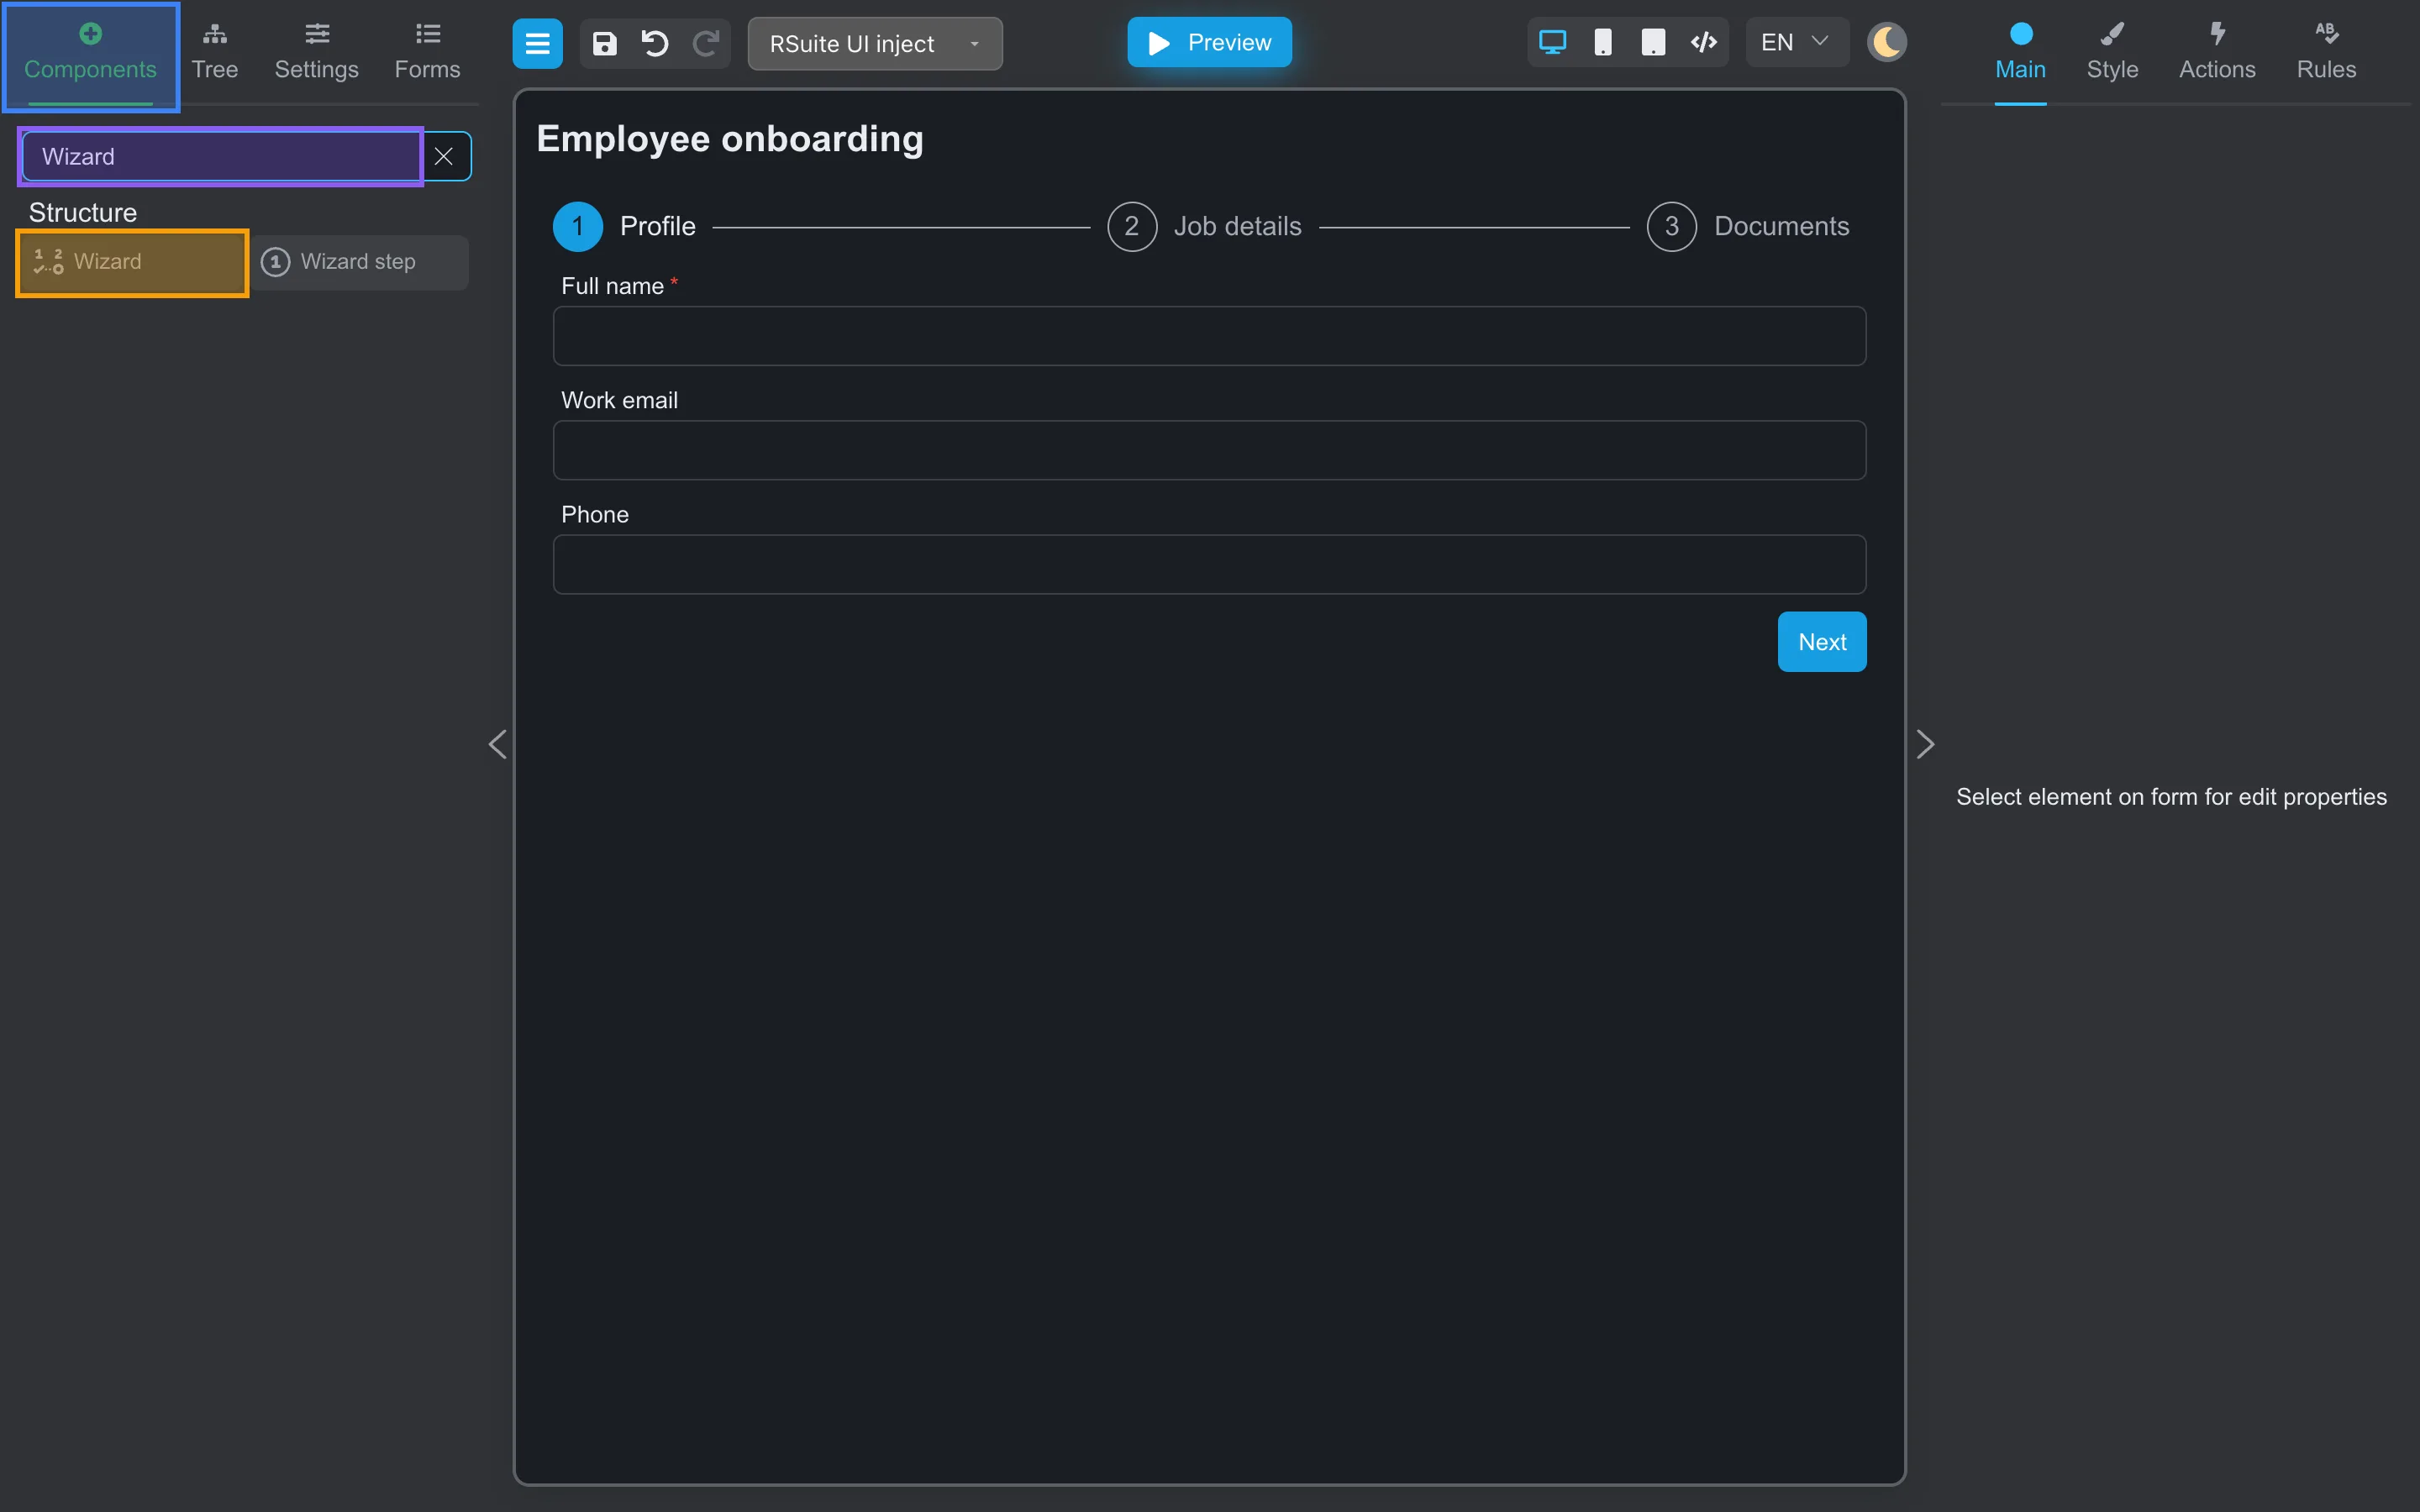 Components Tree Settings Forms
RSuite UI inject
Preview
EN
Main Style Actions Rules
Wizard
Structure
Wizard
Wizard step
Employee onboarding
1 Profile 2 Job details 3 Documents
Full name *
Work email
Phone
Next
Select element on form for edit properties